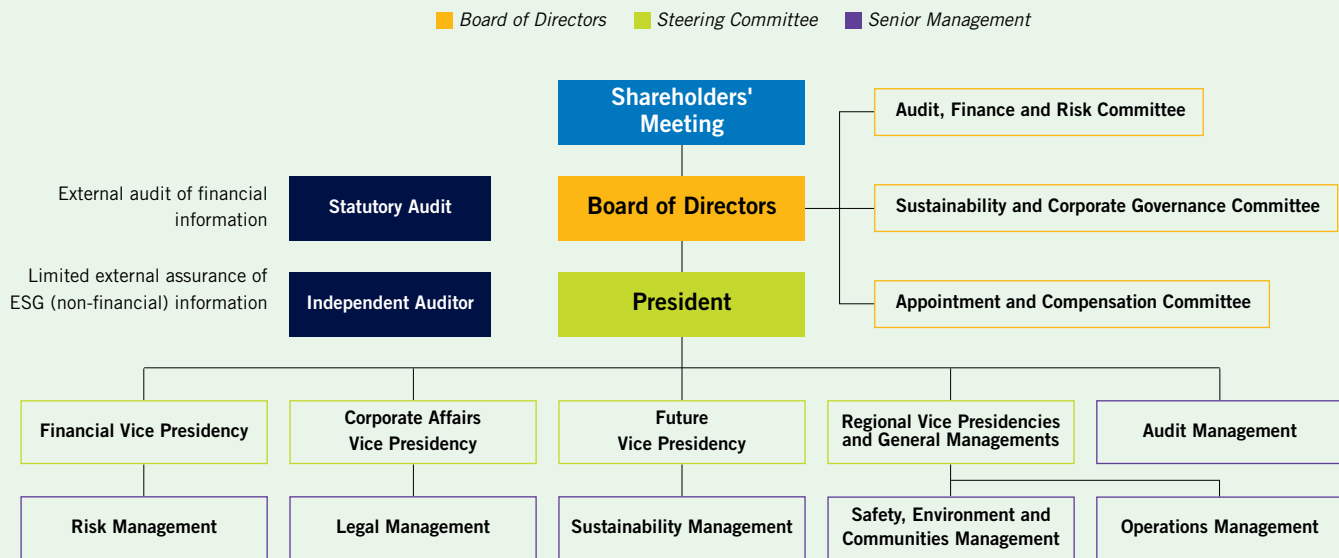 Board of Directors Steering Committee Senior Management
Shareholders'
Meeting
Audit, Finance and Risk Committee
External audit of financial
information
Statutory Audit
Board of Directors
Sustainability and Corporate Governance Committee
Limited external assurance of
ESG (non-financial) information
Independent Auditor
President
Appointment and Compensation Committee
Financial Vice Presidency
Corporate Affairs
Vice Presidency
Future
Vice Presidency
Regional Vice Presidencies
and General Managements
Audit Management
Risk Management
Legal Management
Sustainability Management
Safety, Environment and
Communities Management
Operations Management